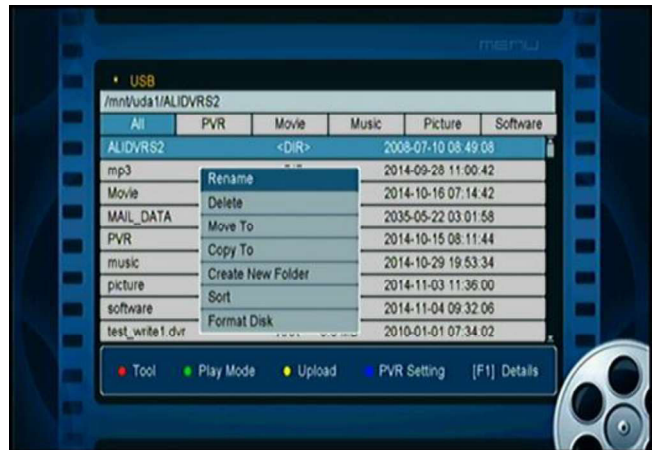 menu
USB
/mnt/uda1/ALIDVRS2
All PVR Movie Music Picture Software
ALIDVRS2 <DIR> 2008-07-10 08:49:08
mp3 2014-09-28 11:00:42
Movie 2014-10-16 07:14:42
MAIL_DATA 2035-05-22 03:01:58
PVR 2014-10-15 08:11:44
music 2014-10-29 19:53:34
picture 2014-11-03 11:36:00
software 2014-11-04 09:32:06
test_write1.dvr 2010-01-01 07:34:02
Rename
Delete
Move To
Copy To
Create New Folder
Sort
Format Disk
Tool Play Mode Upload PVR Setting [F1] Details